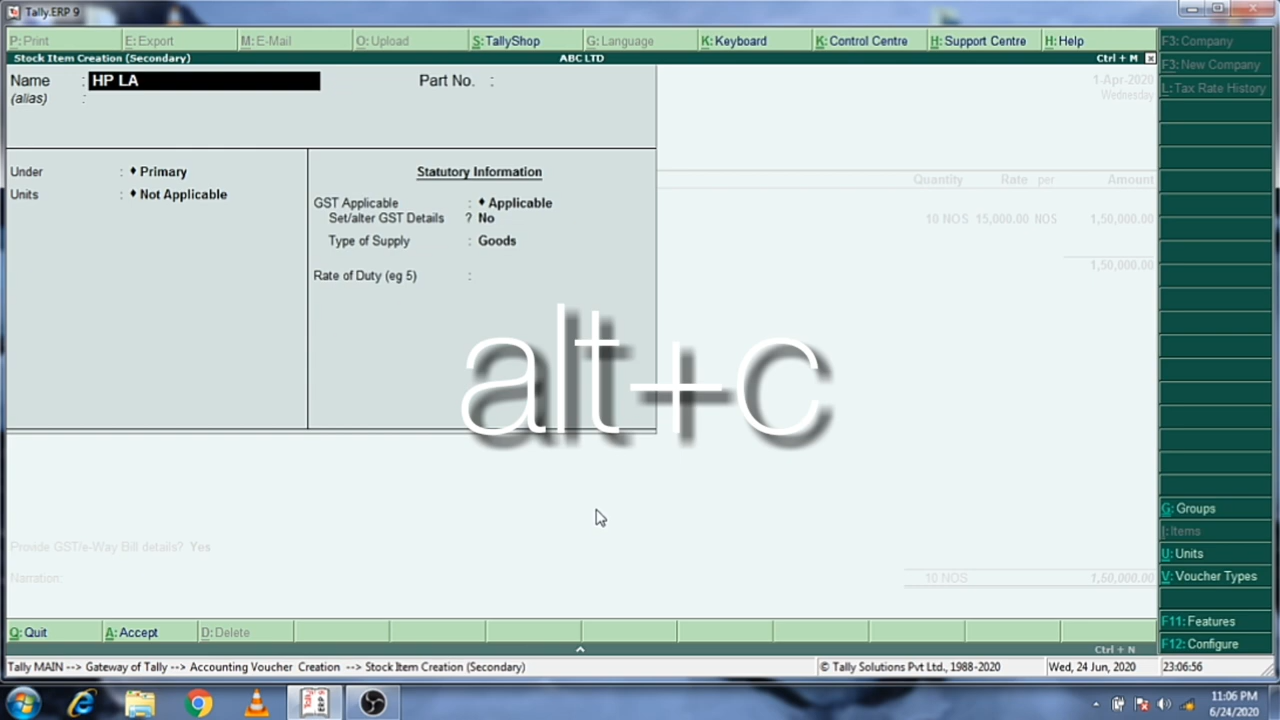 Tally.ERP 9
P: Print E: Export M: E-Mail O: Upload S: TallyShop G: Language K: Keyboard K: Control Centre H: Support Centre H: Help
F3: Company
Stock Item Creation (Secondary) ABC LTD Ctrl + M
F3: New Company
Name : HP LA Part No. :
1-Apr-2020
L: Tax Rate History
(alias) :
Wednesday
Under : ♦ Primary
Statutory Information
Units : ♦ Not Applicable
GST Applicable : ♦ Applicable
Set/alter GST Details ? No
Type of Supply : Goods
Rate of Duty (eg 5) :
Quantity Rate per Amount
10 NOS 15,000.00 NOS 1,50,000.00
1,50,000.00
alt+c
G: Groups
I: Items
U: Units
V: Voucher Types
F11: Features
F12: Configure
Provide GST/e-Way Bill details? Yes
Narration:
10 NOS 1,50,000.00
Q: Quit A: Accept D: Delete
Ctrl + N
Tally MAIN --> Gateway of Tally --> Accounting Voucher Creation --> Stock Item Creation (Secondary) © Tally Solutions Pvt Ltd., 1988-2020 Wed, 24 Jun, 2020 23:06:56
11:06 PM
6/24/2020